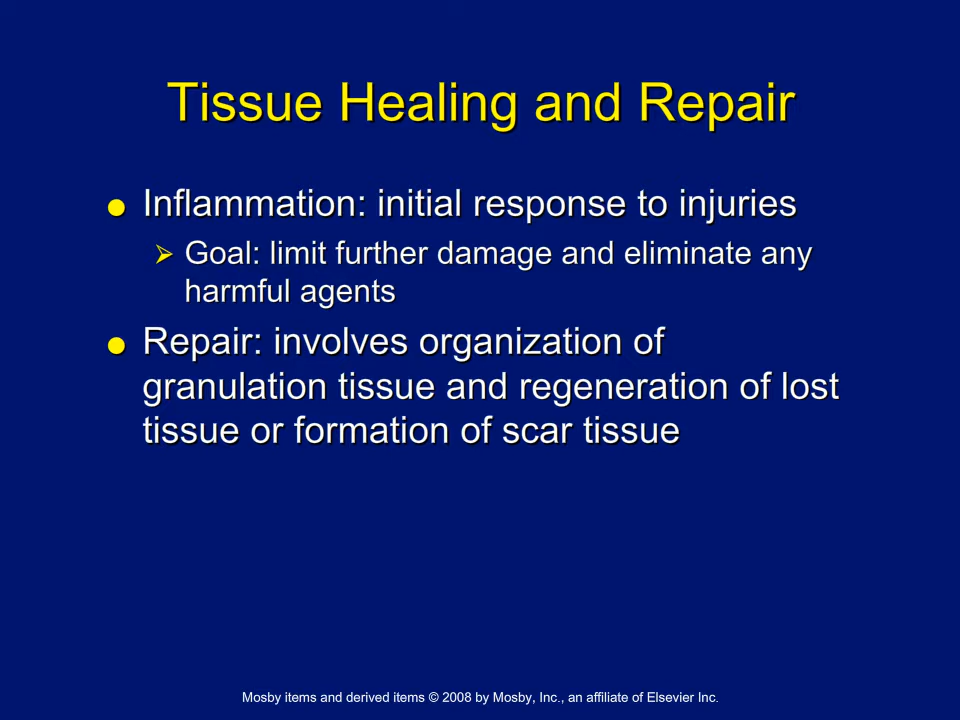 Tissue Healing and Repair
Inflammation: initial response to injuries
Goal: limit further damage and eliminate any
harmful agents
Repair: involves organization of
granulation tissue and regeneration of lost
tissue or formation of scar tissue
Mosby items and derived items © 2008 by Mosby, Inc., an affiliate of Elsevier Inc.